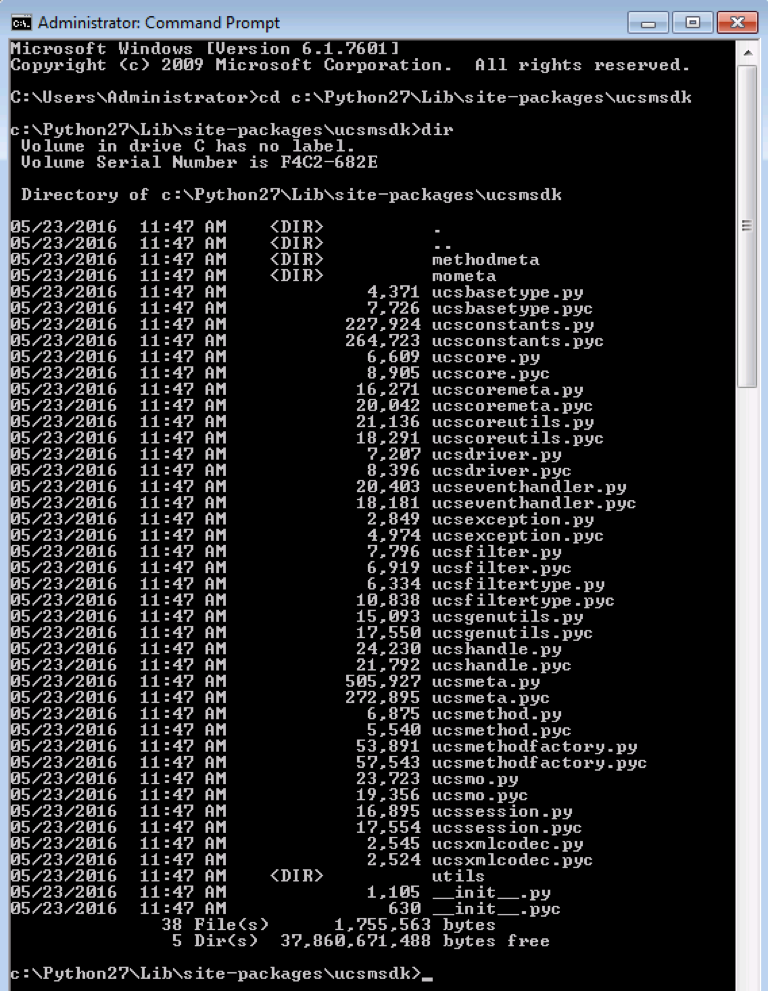 Administrator: Command Prompt
Microsoft Windows [Version 6.1.7601]
Copyright (c) 2009 Microsoft Corporation.  All rights reserved.
C:\Users\Administrator>cd c:\Python27\Lib\site-packages\ucsmsdk
c:\Python27\Lib\site-packages\ucsmsdk>dir
 Volume in drive C has no label.
 Volume Serial Number is F4C2-682E
 Directory of c:\Python27\Lib\site-packages\ucsmsdk
05/23/2016  11:47 AM    <DIR>          .
05/23/2016  11:47 AM    <DIR>          ..
05/23/2016  11:47 AM    <DIR>          methodmeta
05/23/2016  11:47 AM    <DIR>          mometa
05/23/2016  11:47 AM             4,371 ucsbasetype.py
05/23/2016  11:47 AM             7,726 ucsbasetype.pyc
05/23/2016  11:47 AM           227,924 ucsconstants.py
05/23/2016  11:47 AM           264,723 ucsconstants.pyc
05/23/2016  11:47 AM             6,609 ucscore.py
05/23/2016  11:47 AM             8,905 ucscore.pyc
05/23/2016  11:47 AM            16,271 ucscoremeta.py
05/23/2016  11:47 AM            20,042 ucscoremeta.pyc
05/23/2016  11:47 AM            21,136 ucscoreutils.py
05/23/2016  11:47 AM            18,291 ucscoreutils.pyc
05/23/2016  11:47 AM             7,207 ucsdriver.py
05/23/2016  11:47 AM             8,396 ucsdriver.pyc
05/23/2016  11:47 AM            20,403 ucseventhandler.py
05/23/2016  11:47 AM            18,181 ucseventhandler.pyc
05/23/2016  11:47 AM             2,849 ucsexception.py
05/23/2016  11:47 AM             4,974 ucsexception.pyc
05/23/2016  11:47 AM             7,796 ucsfilter.py
05/23/2016  11:47 AM             6,919 ucsfilter.pyc
05/23/2016  11:47 AM             6,334 ucsfiltertype.py
05/23/2016  11:47 AM            10,838 ucsfiltertype.pyc
05/23/2016  11:47 AM            15,093 ucsgenutils.py
05/23/2016  11:47 AM            17,550 ucsgenutils.pyc
05/23/2016  11:47 AM            24,230 ucshandle.py
05/23/2016  11:47 AM            21,792 ucshandle.pyc
05/23/2016  11:47 AM           505,927 ucsmeta.py
05/23/2016  11:47 AM           272,895 ucsmeta.pyc
05/23/2016  11:47 AM             6,875 ucsmethod.py
05/23/2016  11:47 AM             5,540 ucsmethod.pyc
05/23/2016  11:47 AM            53,891 ucsmethodfactory.py
05/23/2016  11:47 AM            57,543 ucsmethodfactory.pyc
05/23/2016  11:47 AM            23,723 ucsmo.py
05/23/2016  11:47 AM            19,356 ucsmo.pyc
05/23/2016  11:47 AM            16,895 ucssession.py
05/23/2016  11:47 AM            17,554 ucssession.pyc
05/23/2016  11:47 AM             2,545 ucsxmlcodec.py
05/23/2016  11:47 AM             2,524 ucsxmlcodec.pyc
05/23/2016  11:47 AM    <DIR>          utils
05/23/2016  11:47 AM             1,105 __init__.py
05/23/2016  11:47 AM               630 __init__.pyc
              38 File(s)      1,755,563 bytes
               5 Dir(s)  37,860,671,488 bytes free
c:\Python27\Lib\site-packages\ucsmsdk>_